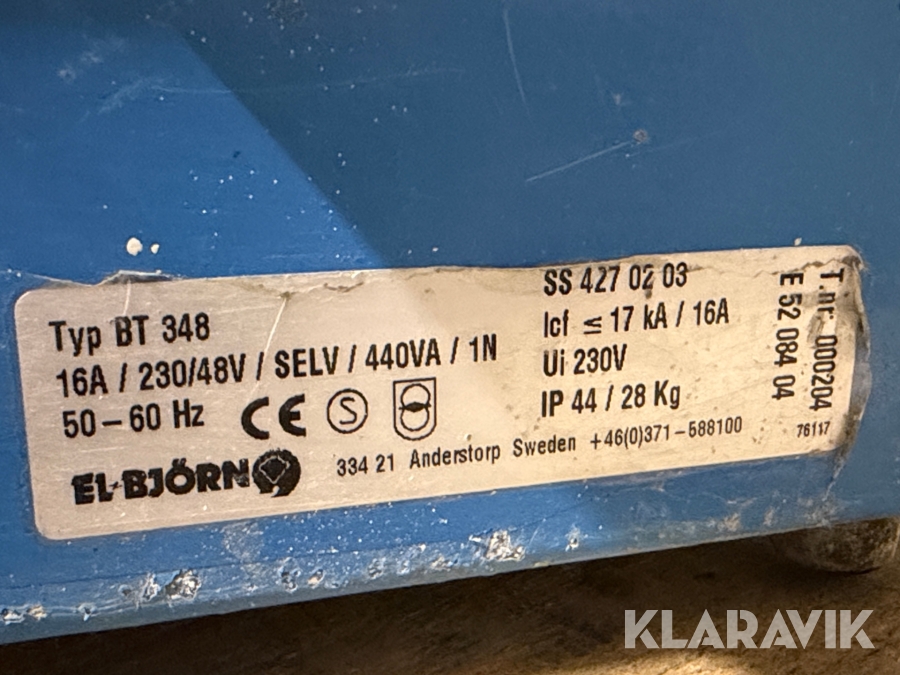 Typ BT 348
16A / 230/48V / SELV / 440VA / 1N
50–60 Hz CE S
EL-BJÖRN
334 21 Anderstorp Sweden +46(0)371-588100
SS 427 02 03
Icf ≤ 17 kA / 16A
Ui 230V
IP 44 / 28 Kg
T.nr. 000204
E 52 084 04
76117
KLARAVIK